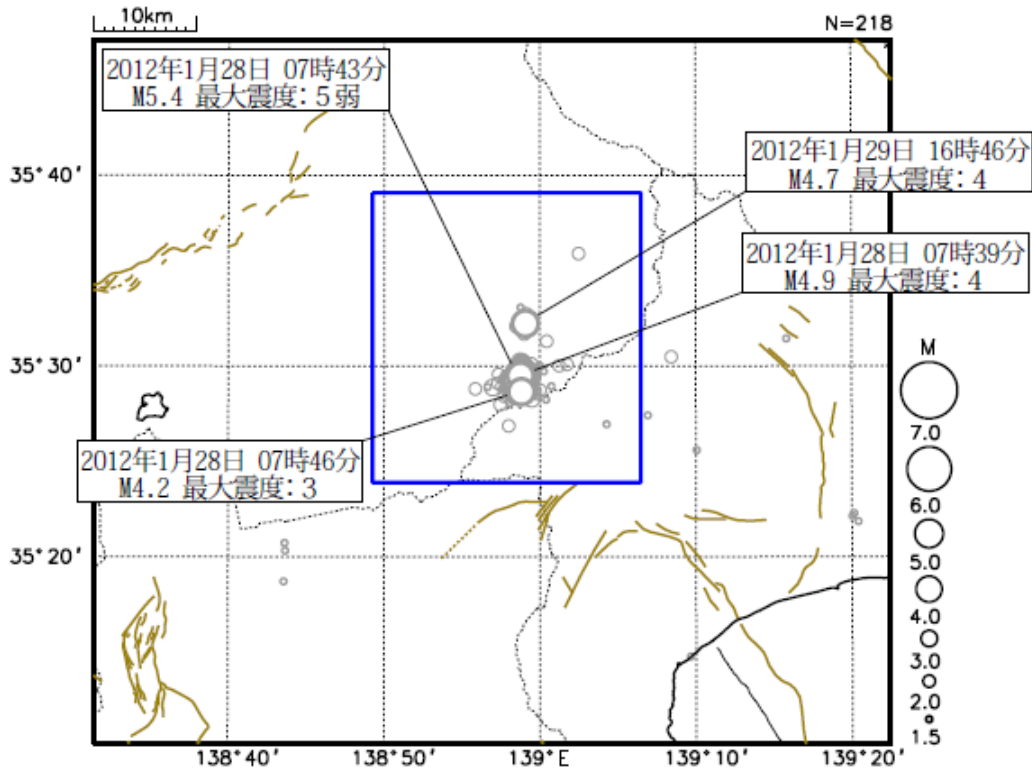 10km
N=218
2012年1月28日 07時43分
M5.4 最大震度:5弱
2012年1月29日 16時46分
M4.7 最大震度:4
35°40′
2012年1月28日 07時39分
M4.9 最大震度:4
35°30′
M
7.0
2012年1月28日 07時46分
M4.2 最大震度:3
6.0
5.0
35°20′
4.0
3.0
2.0
1.5
138°40′
138°50′
139°E
139°10′
139°20′